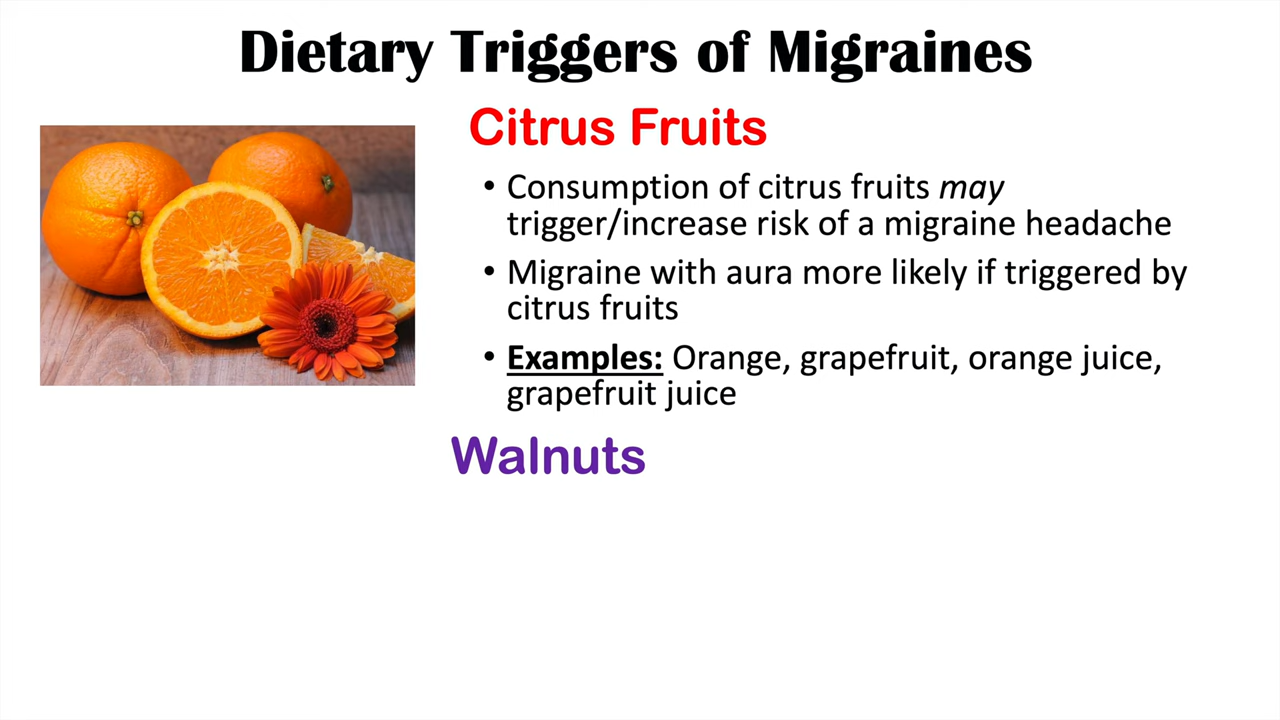 Dietary Triggers of Migraines
Citrus Fruits
• Consumption of citrus fruits may
trigger/increase risk of a migraine headache
• Migraine with aura more likely if triggered by
citrus fruits
• Examples: Orange, grapefruit, orange juice,
grapefruit juice
Walnuts